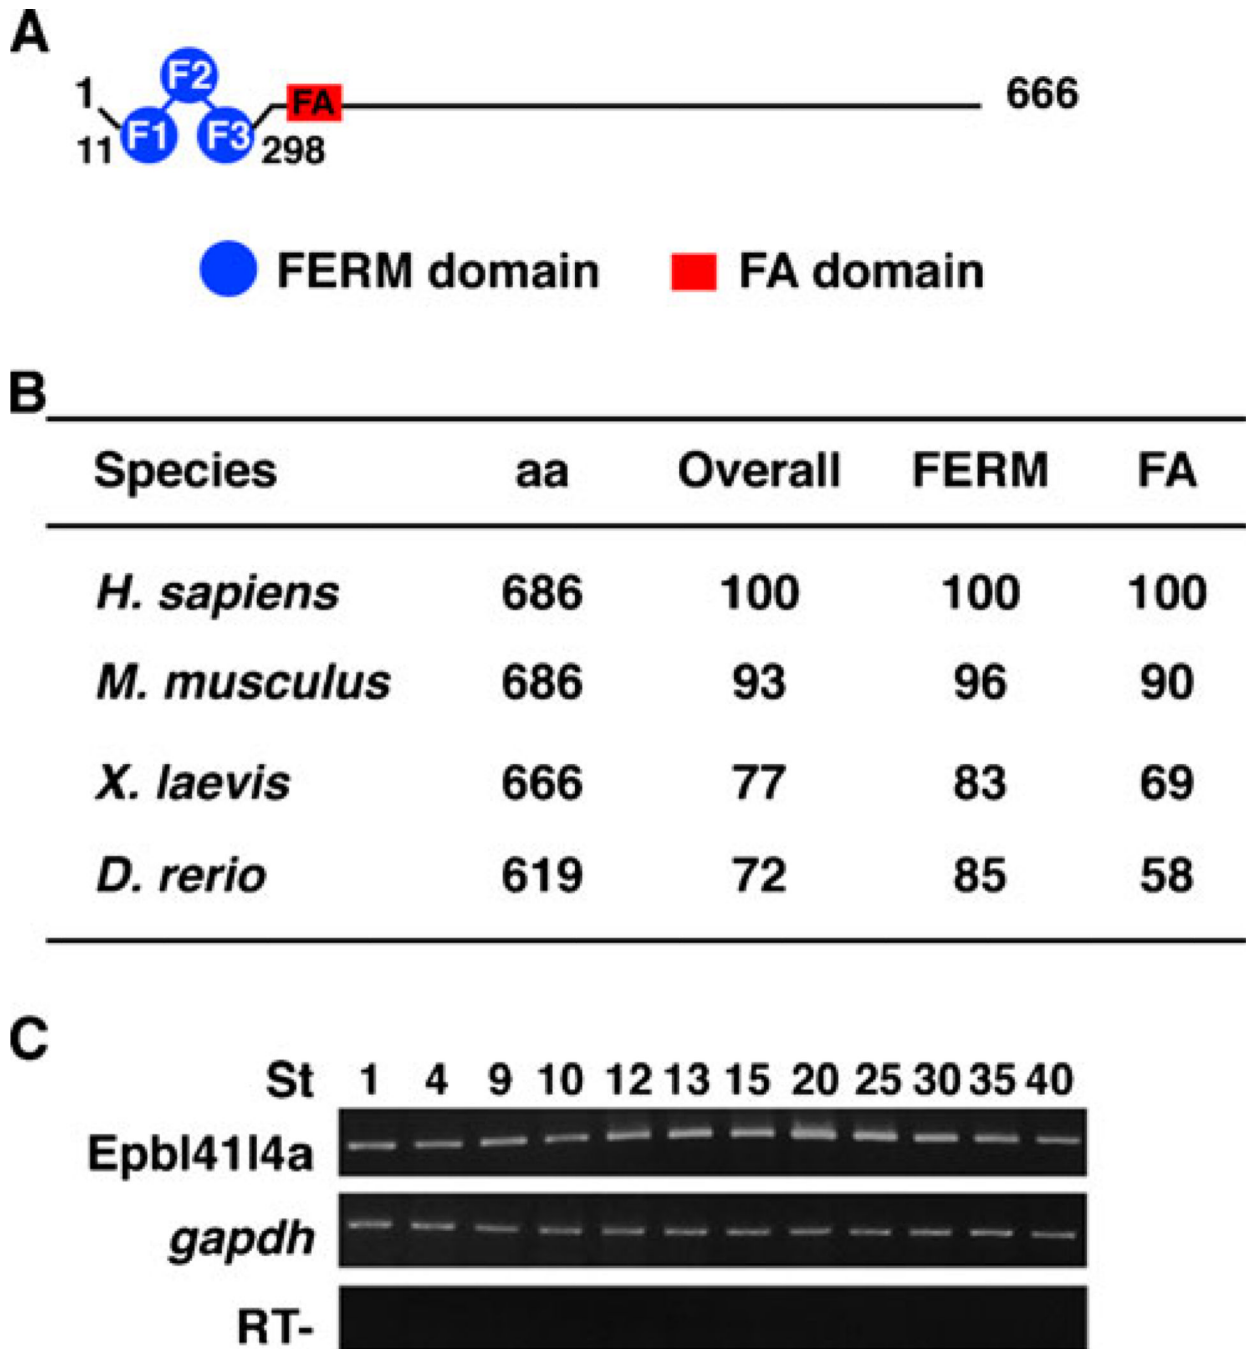 A
F2
1
FA
666
11
F1
F3
298
FERM domain
FA domain
B
Species aa Overall FERM FA
H. sapiens 686 100 100 100
M. musculus 686 93 96 90
X. laevis 666 77 83 69
D. rerio 619 72 85 58
C
St 1 4 9 10 12 13 15 20 25 30 35 40
Epbl41l4a
gapdh
RT-